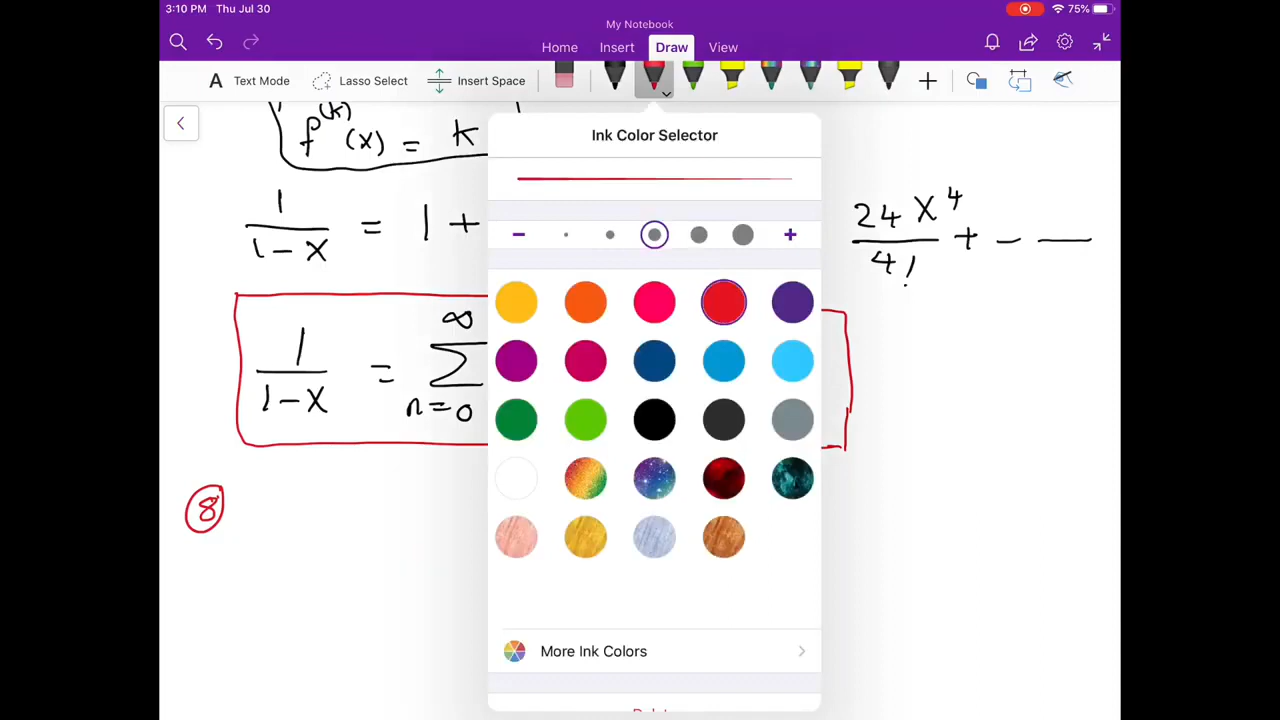 3:10 PM Thu Jul 30
75%
My Notebook
Home Insert Draw View
A Text Mode Lasso Select Insert Space
f^(k)(x) = k
Ink Color Selector
1/(1-x) = 1 +
24x^4/4! + - —
1/(1-x) = ∑ n=0 ∞
8
More Ink Colors